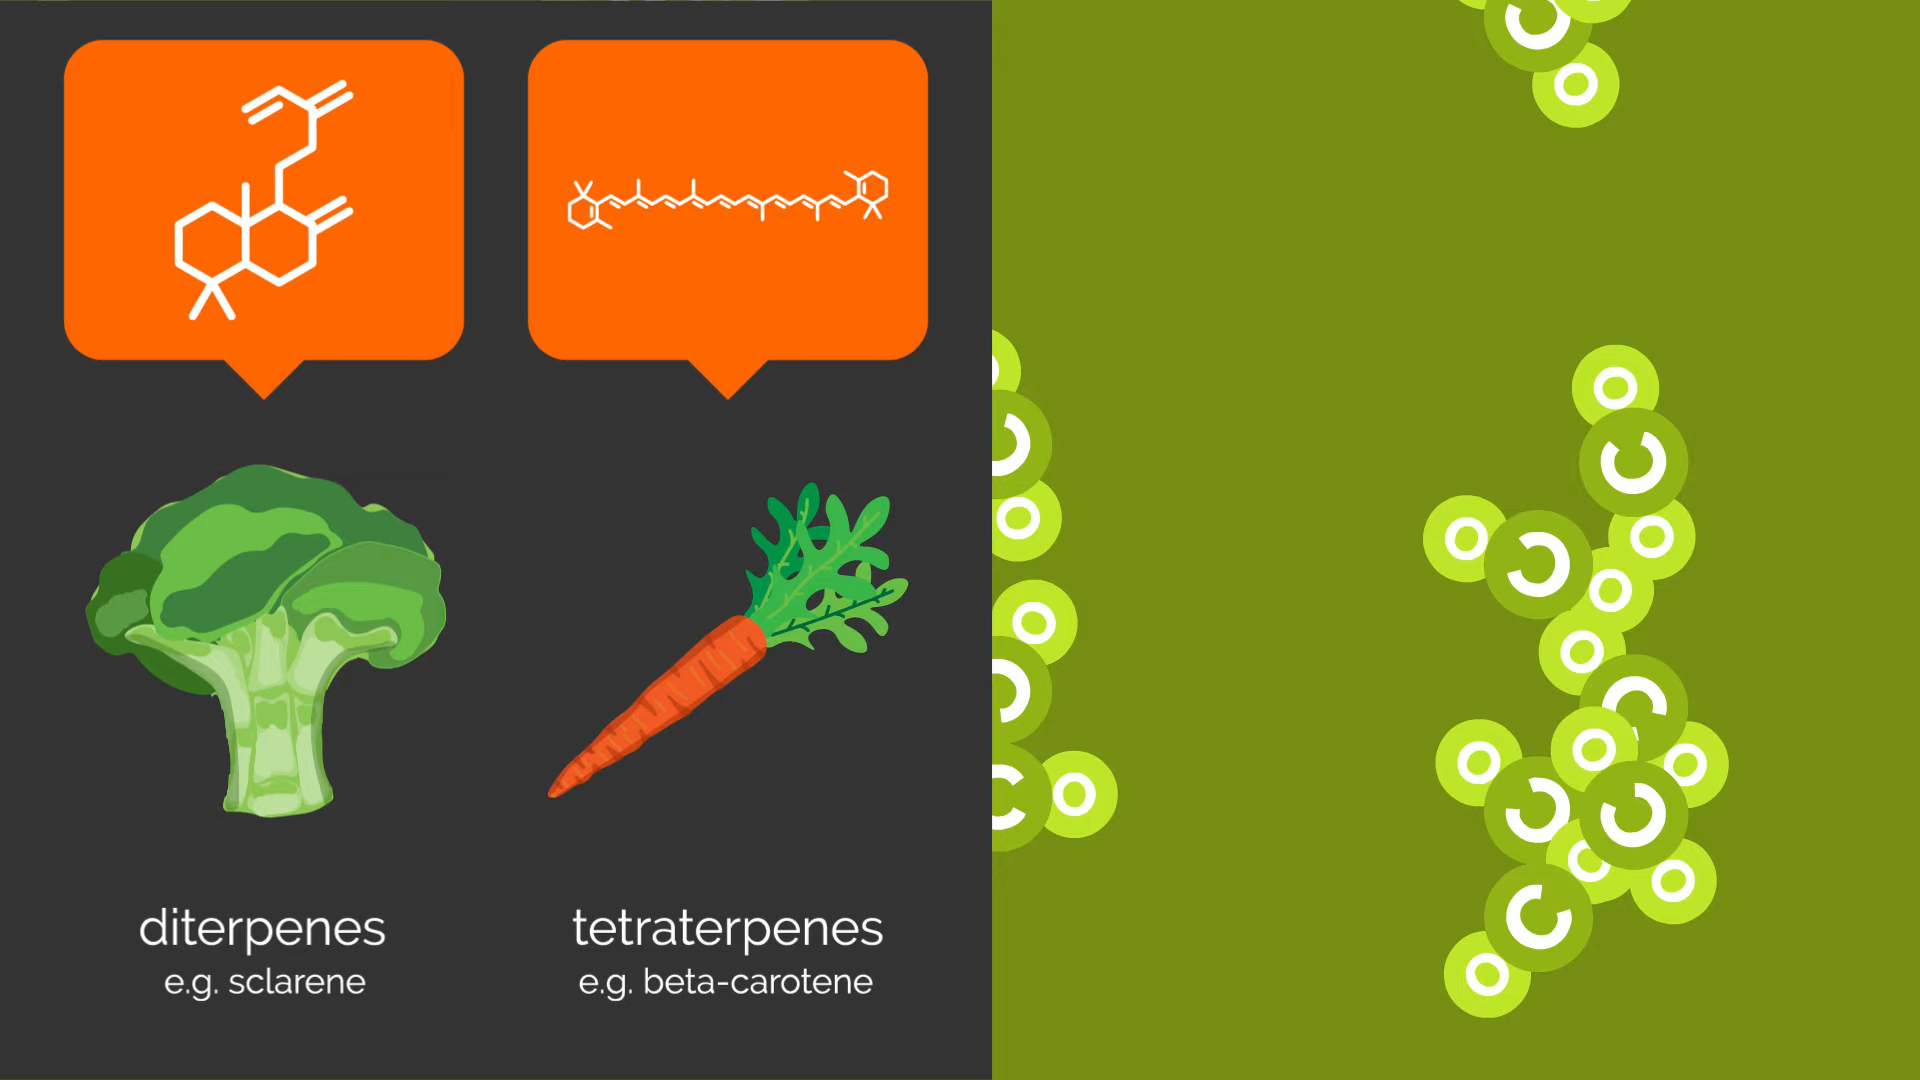 diterpenes
e.g. sclarene
tetraterpenes
e.g. beta-carotene